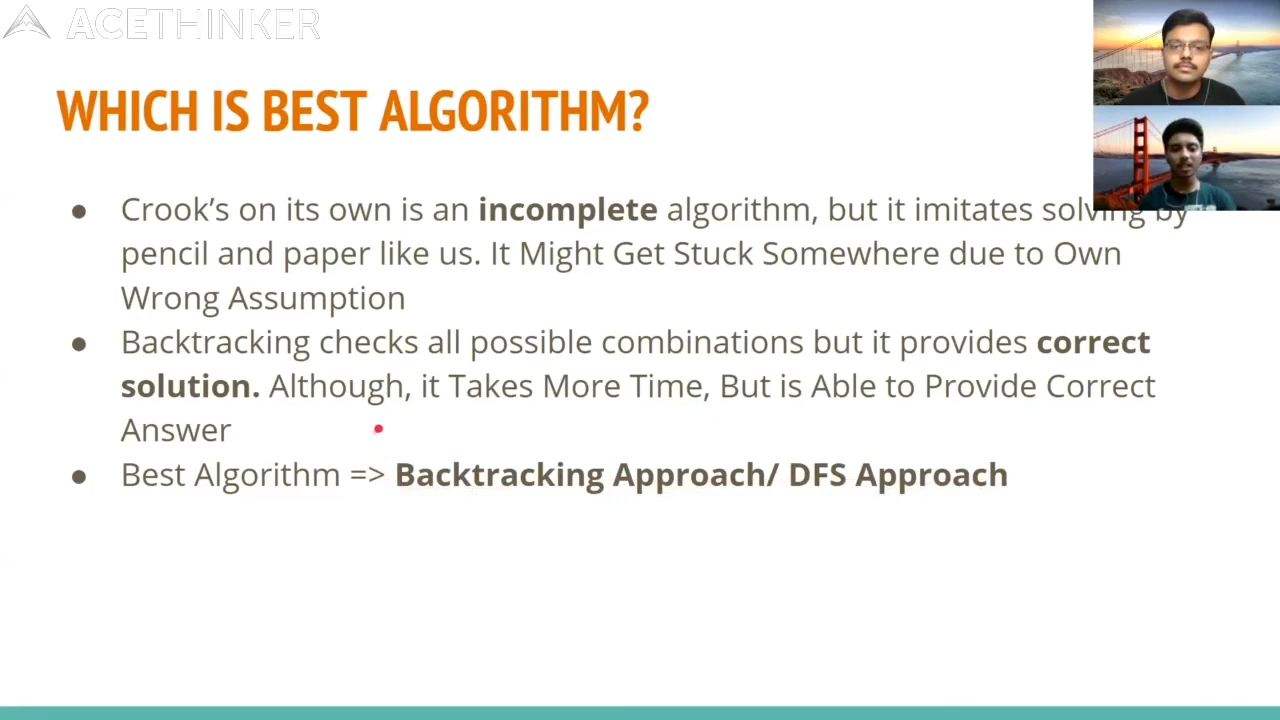 ACETHINKER
WHICH IS BEST ALGORITHM?
● Crook’s on its own is an incomplete algorithm, but it imitates solving by
pencil and paper like us. It Might Get Stuck Somewhere due to Own
Wrong Assumption
● Backtracking checks all possible combinations but it provides correct
solution. Although, it Takes More Time, But is Able to Provide Correct
Answer
● Best Algorithm => Backtracking Approach/ DFS Approach